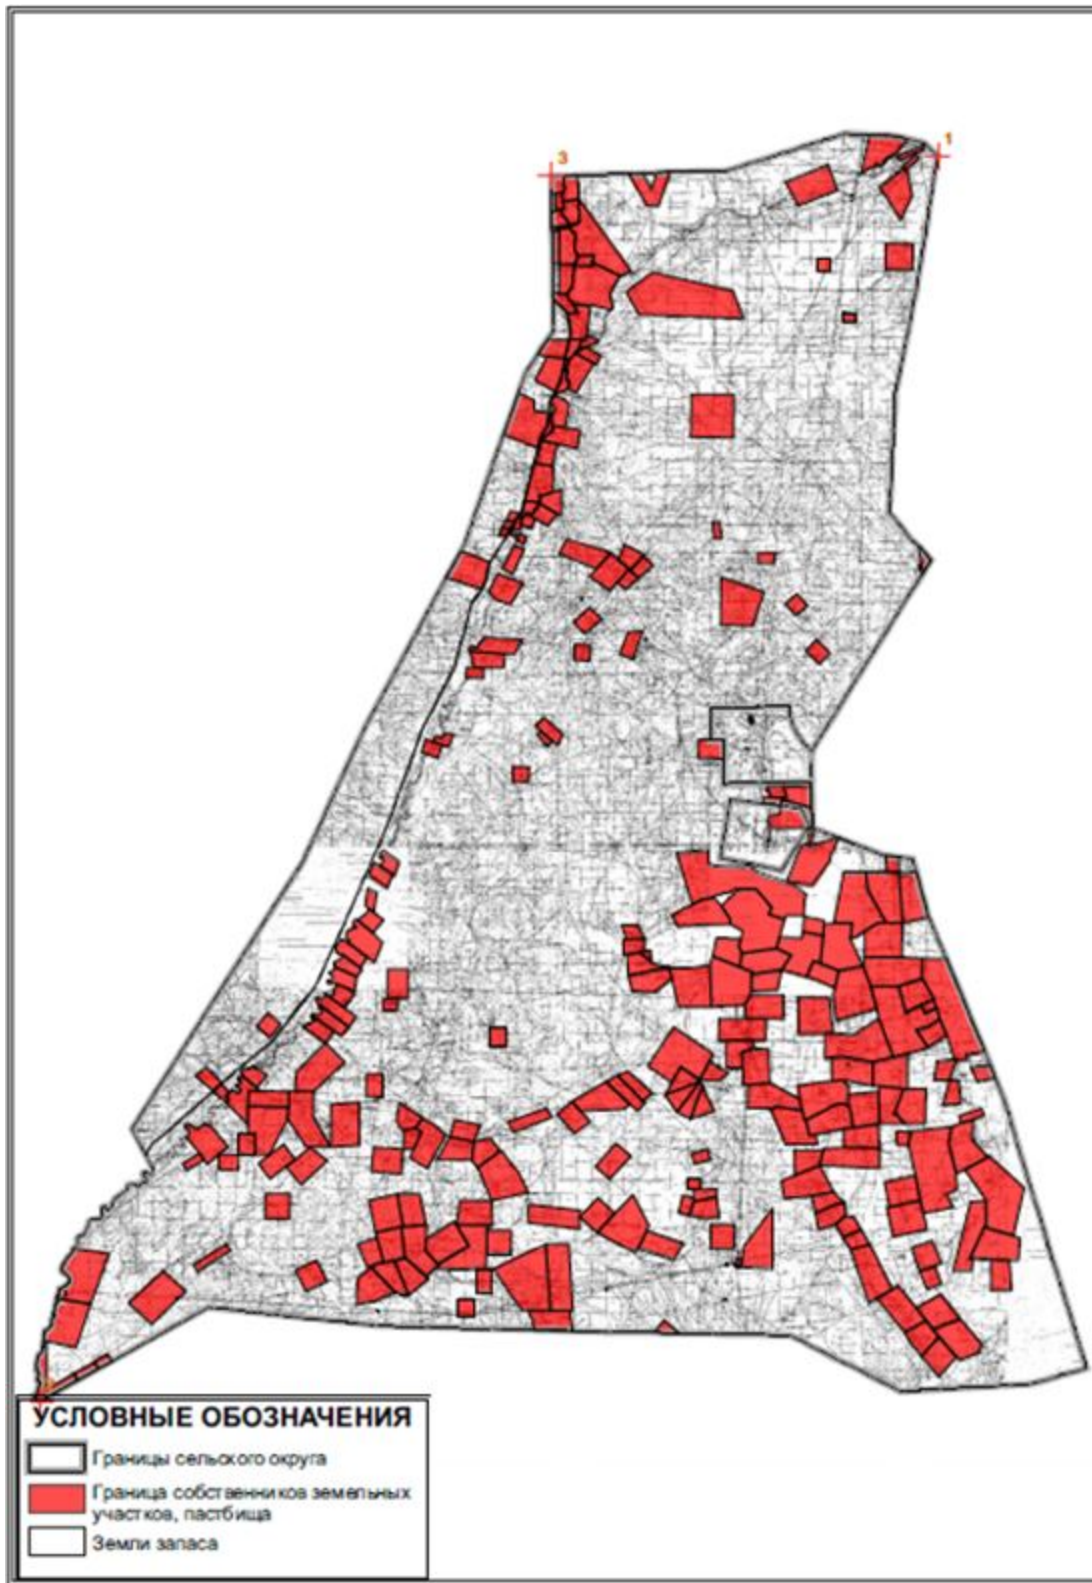 1
3
УСЛОВНЫЕ ОБОЗНАЧЕНИЯ
Границы сельского округа
Граница собственников земельных
участков, пастбища
Земли запаса